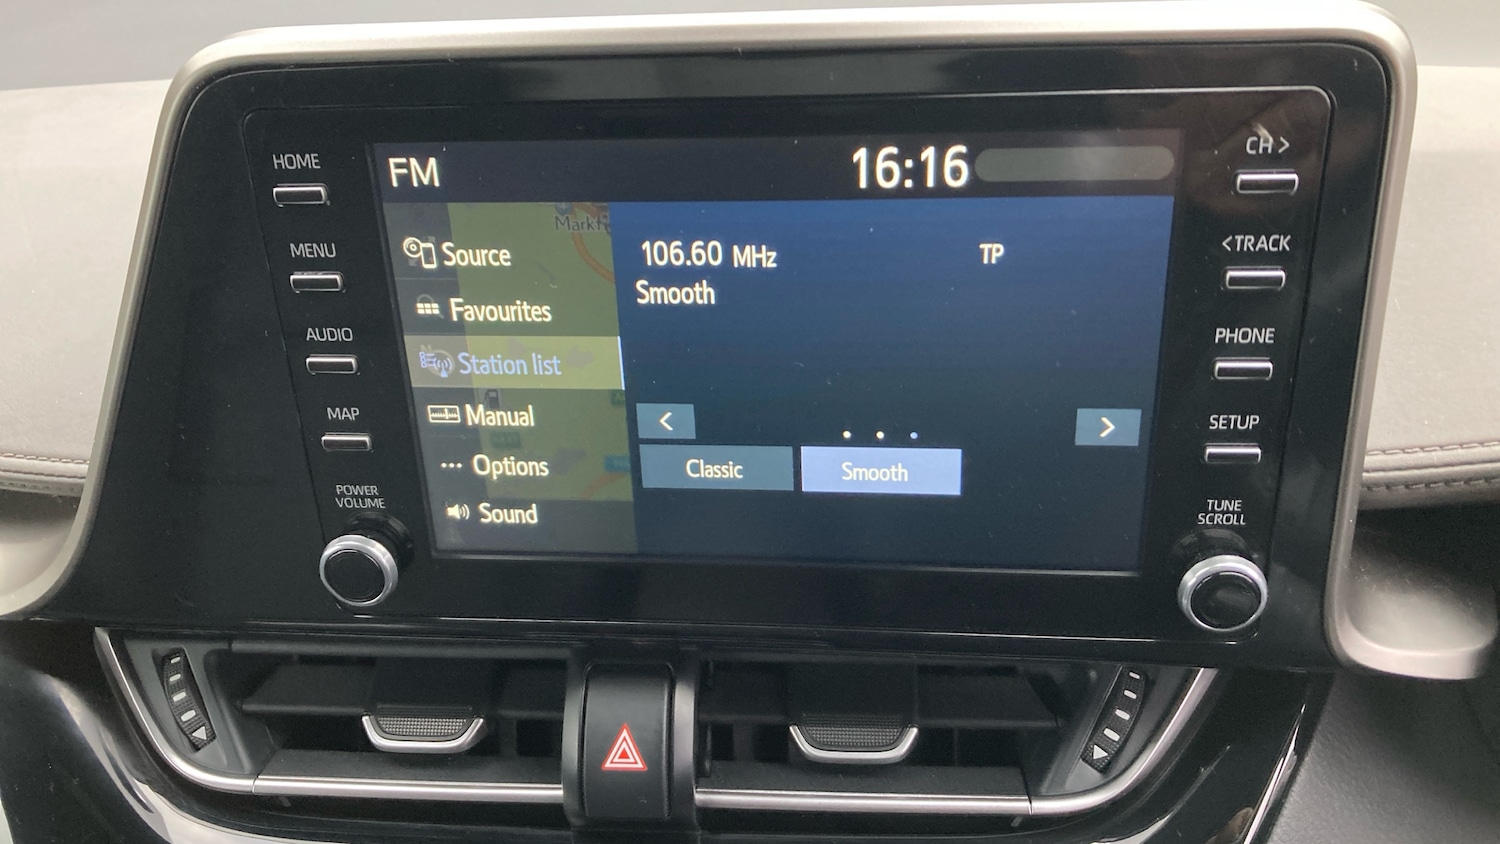 HOME
MENU
AUDIO
MAP
POWER
VOLUME
FM
16:16
Source
Favourites
Station list
Manual
Options
Sound
106.60 MHz
TP
Smooth
<
>
Classic
Smooth
CH >
<TRACK
PHONE
SETUP
TUNE
SCROLL